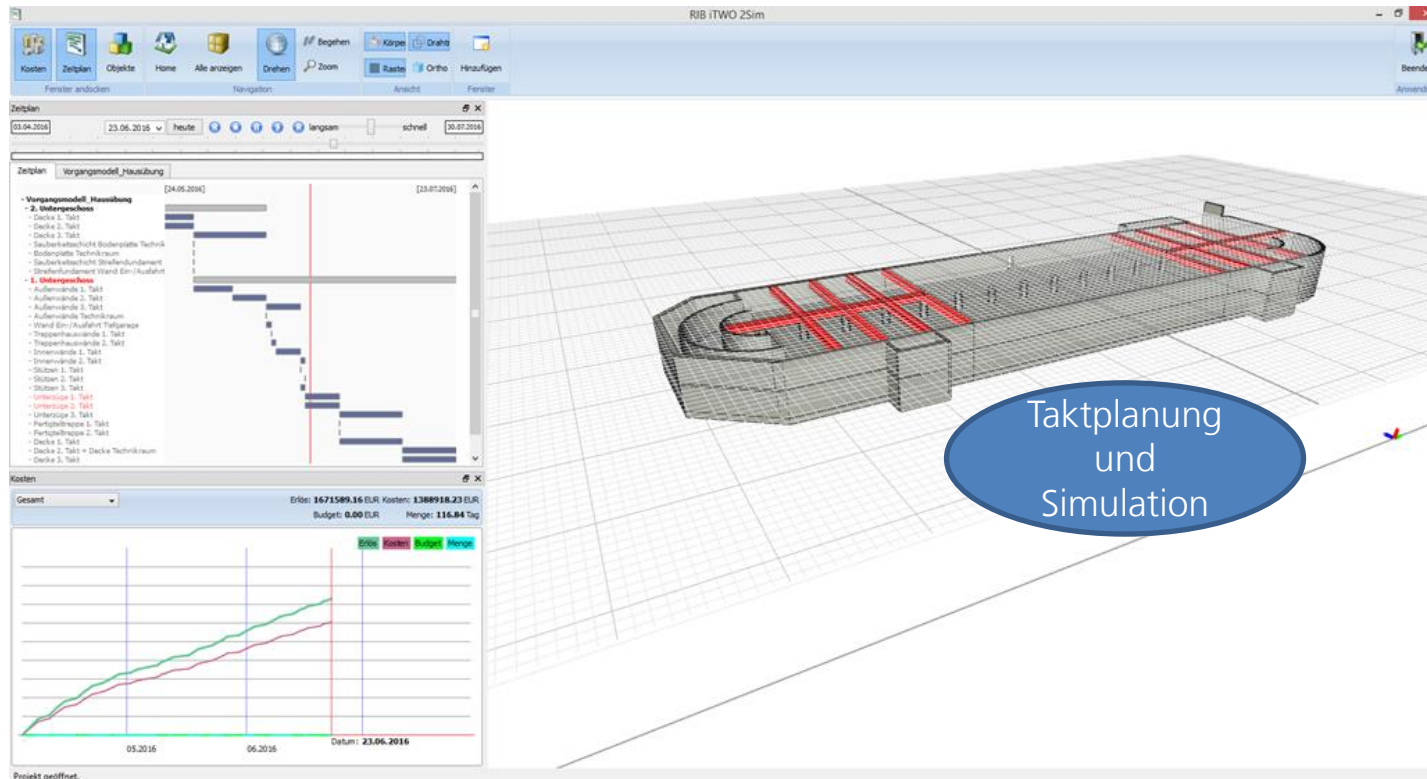 RIB iTWO 2Sim
Kosten Zeitplan Objekte Home Alle anzeigen Drehen Begehen Zoom Körpe Drahtr Raste Ortho Hinzufügen Beende
Fenster andocken Navigation Ansicht Fenster Anwend
Zeitplan
03.04.2016 23.06.2016 heute langsam schnell 30.07.2016
Zeitplan Vorgangsmodell_Hausübung
[24.05.2016] [23.07.2016]
- Vorgangsmodell_Hausübung
- 2. Untergeschoss
- Decke 1. Takt
- Decke 2. Takt
- Decke 3. Takt
- Sauberkeitsschicht Bodenplatte Technik
- Bodenplatte Technikraum
- Sauberkeitsschicht Streifenfundament
- Streifenfundament Wand Ein-/Ausfahrt
- 1. Untergeschoss
- Außenwände 1. Takt
- Außenwände 2. Takt
- Außenwände 3. Takt
- Außenwände Technikraum
- Wand Ein-/Ausfahrt Tiefgarage
- Treppenhauswände 1. Takt
- Treppenhauswände 2. Takt
- Innenwände 1. Takt
- Innenwände 2. Takt
- Stützen 1. Takt
- Stützen 2. Takt
- Stützen 3. Takt
- Unterzüge 1. Takt
- Unterzüge 2. Takt
- Unterzüge 3. Takt
- Fertigteiltreppe 1. Takt
- Fertigteiltreppe 2. Takt
- Decke 1. Takt
- Decke 2. Takt + Decke Technikraum
- Decke 3. Takt
Taktplanung
und
Simulation
Kosten
Gesamt
Erlös: 1671589.16 EUR Kosten: 1388918.23 EUR
Budget: 0.00 EUR Menge: 116.84 Tag
Erlös Kosten Budget Menge
05.2016 06.2016 Datum: 23.06.2016
Projekt geöffnet.